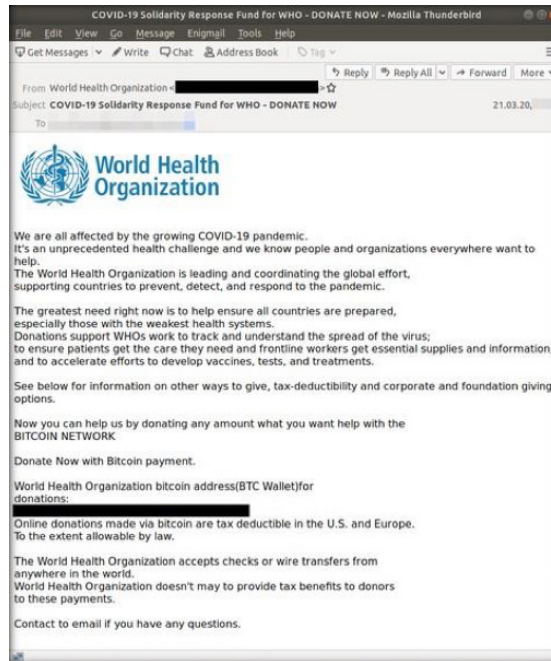 COVID-19 Solidarity Response Fund for WHO - DONATE NOW - Mozilla Thunderbird
File Edit View Go Message Enigmail Tools Help
Get Messages Write Chat Address Book Tag
Reply Reply All Forward More
From World Health Organization < >
Subject COVID-19 Solidarity Response Fund for WHO - DONATE NOW 21.03.20,
To
World Health
Organization
We are all affected by the growing COVID-19 pandemic.
It's an unprecedented health challenge and we know people and organizations everywhere want to
help.
The World Health Organization is leading and coordinating the global effort,
supporting countries to prevent, detect, and respond to the pandemic.
The greatest need right now is to help ensure all countries are prepared,
especially those with the weakest health systems.
Donations support WHOs work to track and understand the spread of the virus;
to ensure patients get the care they need and frontline workers get essential supplies and information;
and to accelerate efforts to develop vaccines, tests, and treatments.
See below for information on other ways to give, tax-deductibility and corporate and foundation giving
options.
Now you can help us by donating any amount what you want help with the
BITCOIN NETWORK
Donate Now with Bitcoin payment.
World Health Organization bitcoin address(BTC Wallet)for
donations:
Online donations made via bitcoin are tax deductible in the U.S. and Europe.
To the extent allowable by law.
The World Health Organization accepts checks or wire transfers from
anywhere in the world.
World Health Organization doesn't may to provide tax benefits to donors
to these payments.
Contact to email if you have any questions.